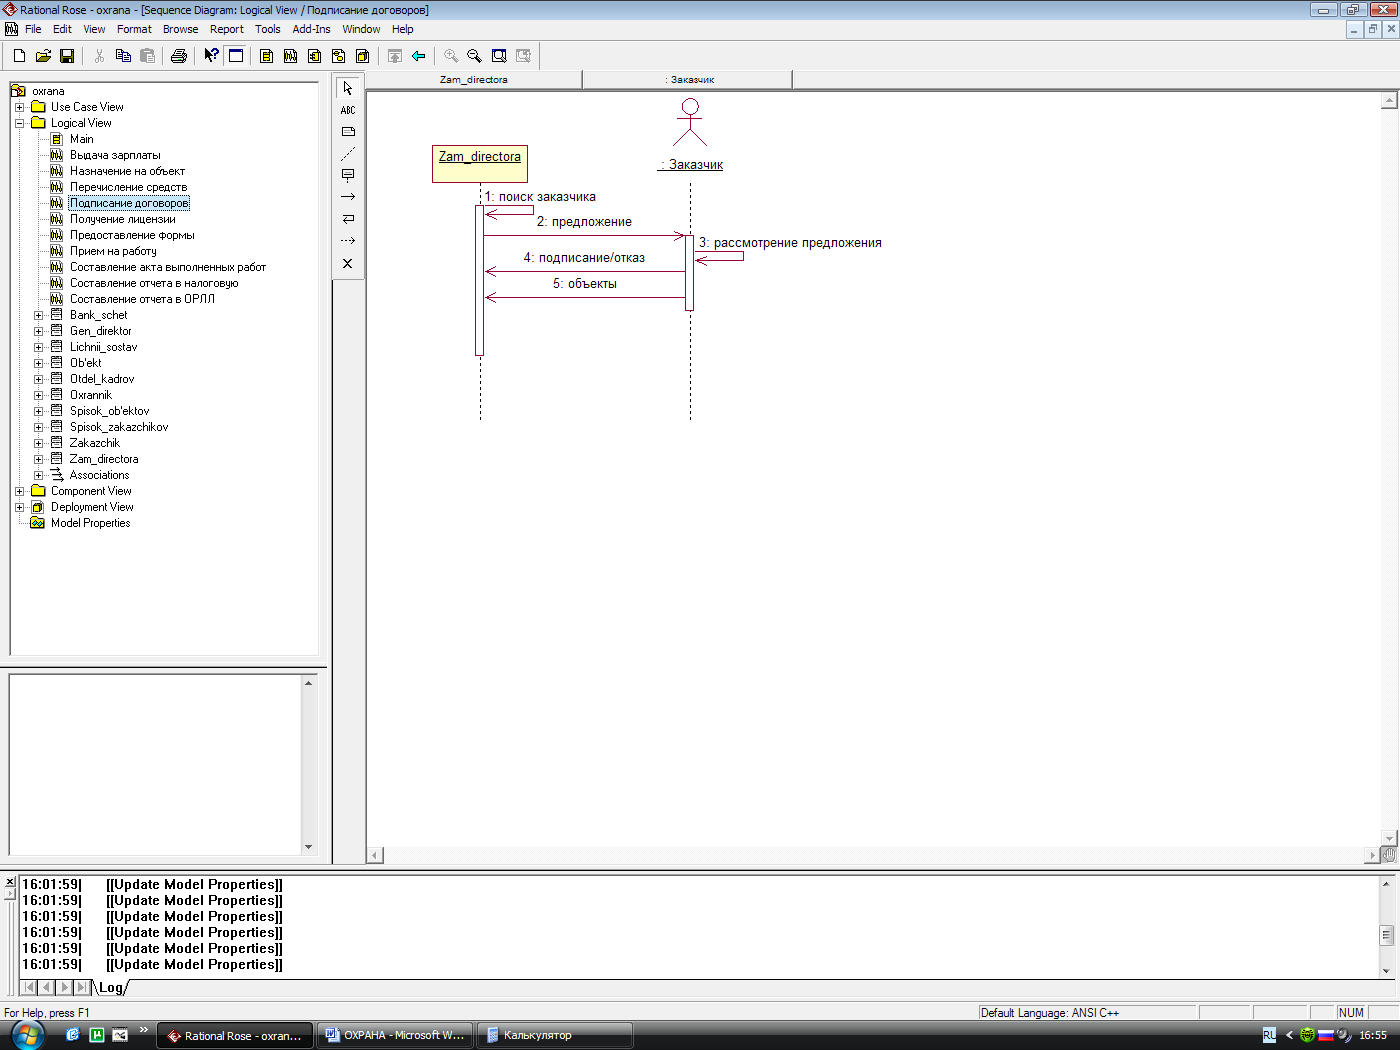 Rational Rose - oxrana - [Sequence Diagram: Logical View / Подписание договоров]
File Edit View Format Browse Report Tools Add-Ins Window Help
oxrana
Use Case View
Logical View
Main
Выдача зарплаты
Назначение на объект
Перечисление средств
Подписание договоров
Получение лицензии
Предоставление формы
Прием на работу
Составление акта выполненных работ
Составление отчета в налоговую
Составление отчета в ОРЛЛ
Bank_schet
Gen_direktor
Lichnii_sostav
Ob'ekt
Otdel_kadrov
Oxrannik
Spisok_ob'ektov
Spisok_zakazchikov
Zakazchik
Zam_directora
Associations
Component View
Deployment View
Model Properties
ABC
Zam_directora : Заказчик
Zam_directora
: Заказчик
1: поиск заказчика
2: предложение
3: рассмотрение предложения
4: подписание/отказ
5: объекты
16:01:59| [[Update Model Properties]]
16:01:59| [[Update Model Properties]]
16:01:59| [[Update Model Properties]]
16:01:59| [[Update Model Properties]]
16:01:59| [[Update Model Properties]]
16:01:59| [[Update Model Properties]]
Log
For Help, press F1 Default Language: ANSI C++ NUM
Rational Rose - oxran... ОХРАНА - Microsoft W... Калькулятор RL 16:55